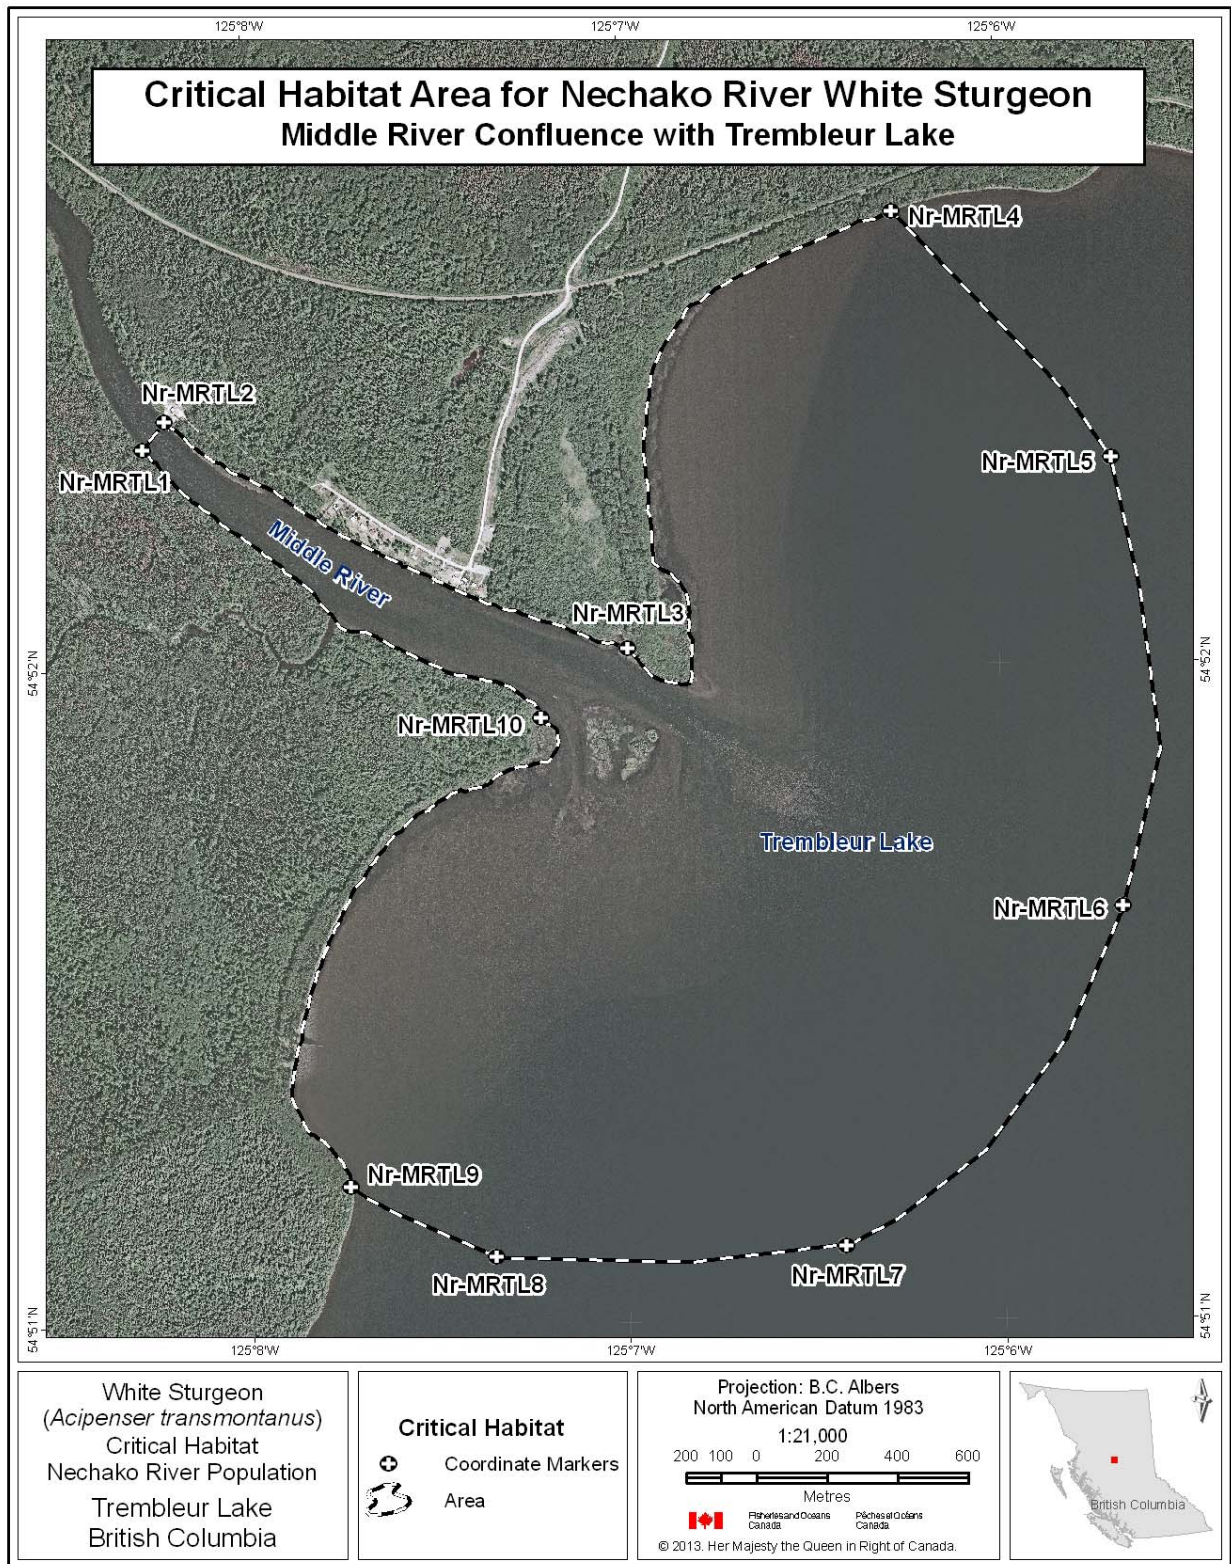 125°8'W
125°7'W
125°6'W
Critical Habitat Area for Nechako River White Sturgeon
Middle River Confluence with Trembleur Lake
Nr-MRTL4
Nr-MRTL2
Nr-MRTL5
Nr-MRTL1
Middle River
Nr-MRTL3
54°52'N
54°52'N
Nr-MRTL10
Trembleur Lake
Nr-MRTL6
Nr-MRTL9
Nr-MRTL8
Nr-MRTL7
54°51'N
54°51'N
125°8'W
125°7'W
125°6'W
White Sturgeon
(Acipenser transmontanus)
Critical Habitat
Nechako River Population
Trembleur Lake
British Columbia
Critical Habitat
Coordinate Markers
Area
Projection: B.C. Albers
North American Datum 1983
1:21,000
200 100 0 200 400 600
Metres
Fisheries and Oceans
Canada
Pêches et Océans
Canada
© 2013. Her Majesty the Queen in Right of Canada.
British Columbia